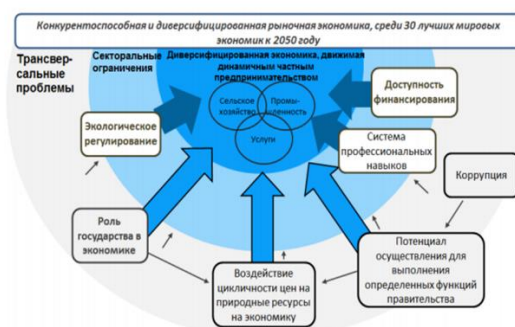 Конкурентоспособная и диверсифицированная рыночная экономика, среди 30 лучших мировых
экономик к 2050 году
Трансвер-
сальные
проблемы
Секторальные
ограничения
Диверсифицированная экономика, движимая
динамичным частным
предпринимательством
Сельское
хозяйство
Промы-
шленность
Услуги
Доступность
финансирования
Экологическое
регулирование
Система
профессиональных
навыков
Коррупция
Роль
государства в
экономике
Воздействие
цикличности цен на
природные ресурсы
на экономику
Потенциал
осуществления для
выполнения
определенных функций
правительства